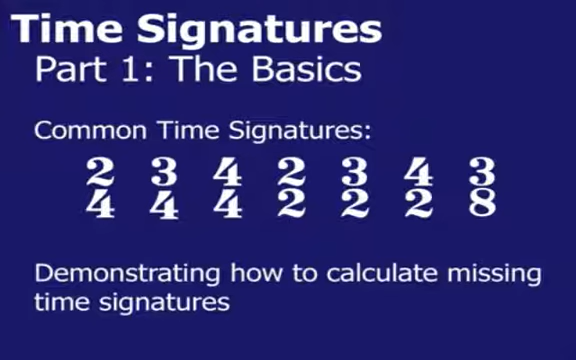 Time Signatures
Part 1: The Basics
Common Time Signatures:
2 3 4 2 3 4 3
4 4 4 2 2 2 8
Demonstrating how to calculate missing
time signatures